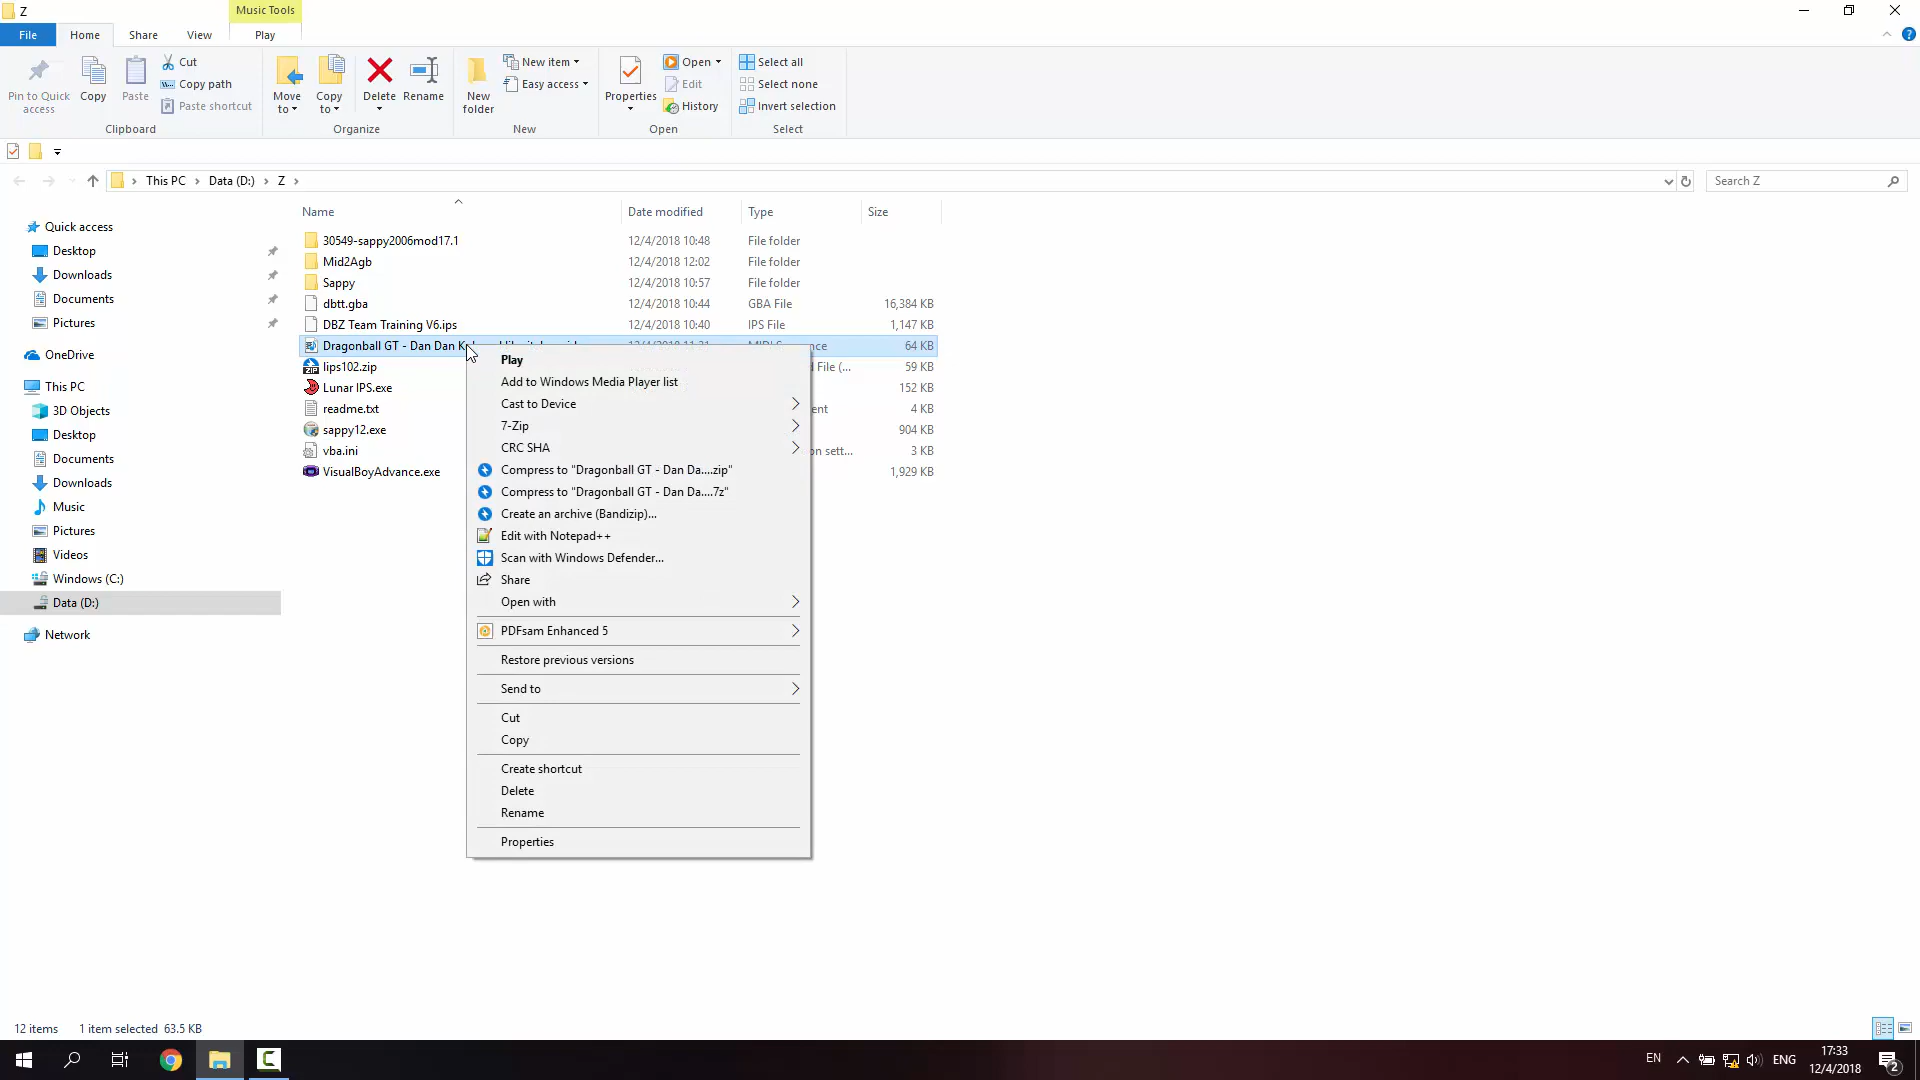 Z
Music Tools
File Home Share View Play
Pin to Quick access
Copy
Paste
Cut
Copy path
Paste shortcut
Clipboard
Move to
Copy to
Delete
Rename
Organize
New folder
New item
Easy access
New
Properties
Open
Edit
History
Open
Select all
Select none
Invert selection
Select
This PC > Data (D:) > Z >
Search Z
Quick access
Desktop
Downloads
Documents
Pictures
OneDrive
This PC
3D Objects
Desktop
Documents
Downloads
Music
Pictures
Videos
Windows (C:)
Data (D:)
Network
Name Date modified Type Size
30549-sappy2006mod17.1 12/4/2018 10:48 File folder
Mid2Agb 12/4/2018 12:02 File folder
Sappy 12/4/2018 10:57 File folder
dbtt.gba 12/4/2018 10:44 GBA File 16,384 KB
DBZ Team Training V6.ips 12/4/2018 10:40 IPS File 1,147 KB
Dragonball GT - Dan Dan 64 KB
lips102.zip d File (... 59 KB
Lunar IPS.exe 152 KB
readme.txt ent 4 KB
sappy12.exe 904 KB
vba.ini on sett... 3 KB
VisualBoyAdvance.exe 1,929 KB
Play
Add to Windows Media Player list
Cast to Device
7-Zip
CRC SHA
Compress to "Dragonball GT - Dan Da....zip"
Compress to "Dragonball GT - Dan Da....7z"
Create an archive (Bandizip)...
Edit with Notepad++
Scan with Windows Defender...
Share
Open with
PDFsam Enhanced 5
Restore previous versions
Send to
Cut
Copy
Create shortcut
Delete
Rename
Properties
12 items 1 item selected 63.5 KB
EN ENG 17:33
12/4/2018
2